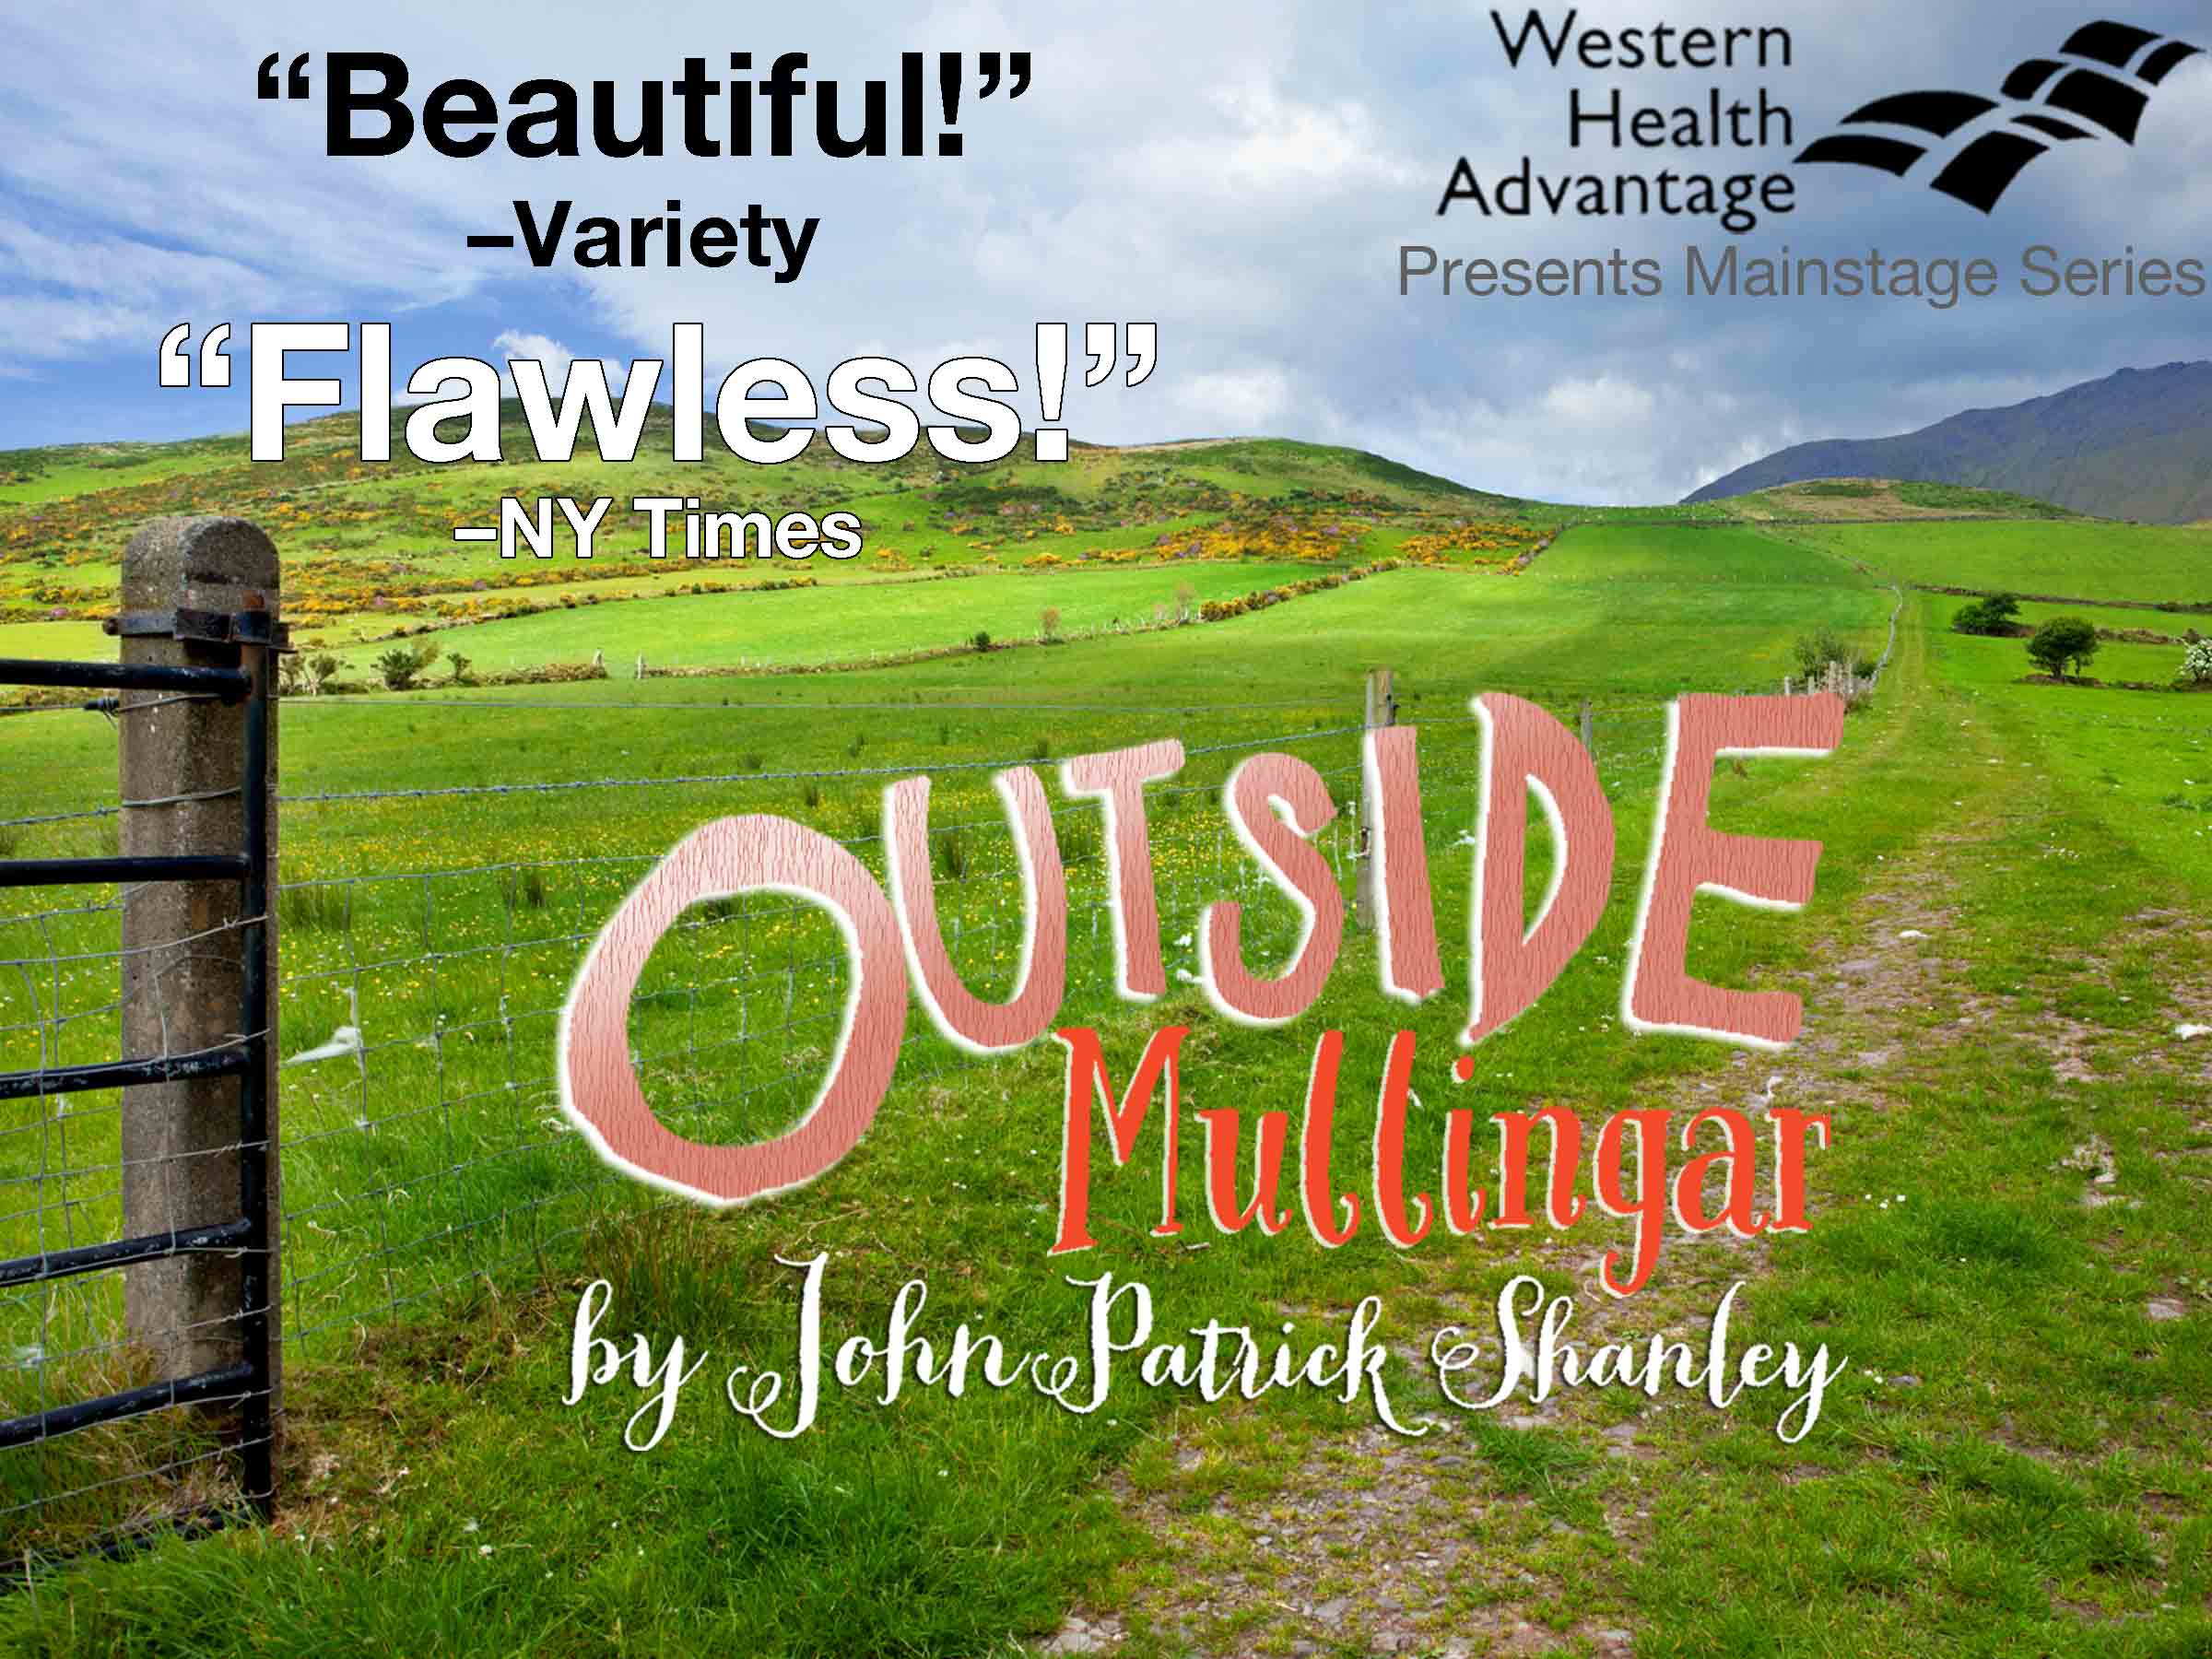 “Beautiful!”
–Variety
“Flawless!”
–NY Times
Western
Health
Advantage
Presents Mainstage Series
OUTSIDE
Mullingar
by John Patrick Shanley